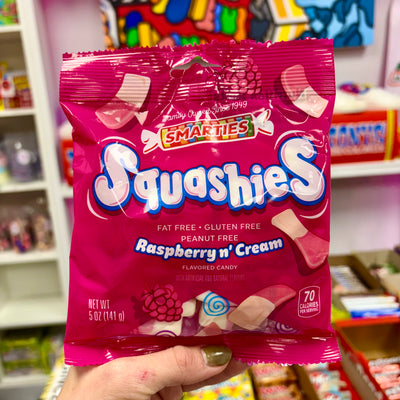 Family Owned Since 1949
SMARTIES
Squashies
FAT FREE • GLUTEN FREE
PEANUT FREE
Raspberry n' Cream
FLAVORED CANDY
NET WT
5 OZ (141g)
70
CALORIES
PER SERVING